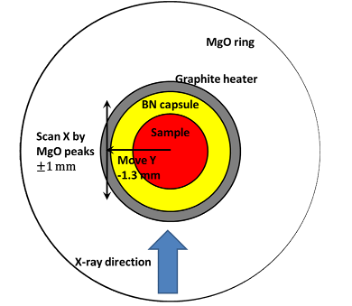 MgO ring
Graphite heater
BN capsule
Sample
Scan X by
MgO peaks
±1 mm
Move Y
-1.3 mm
X-ray direction